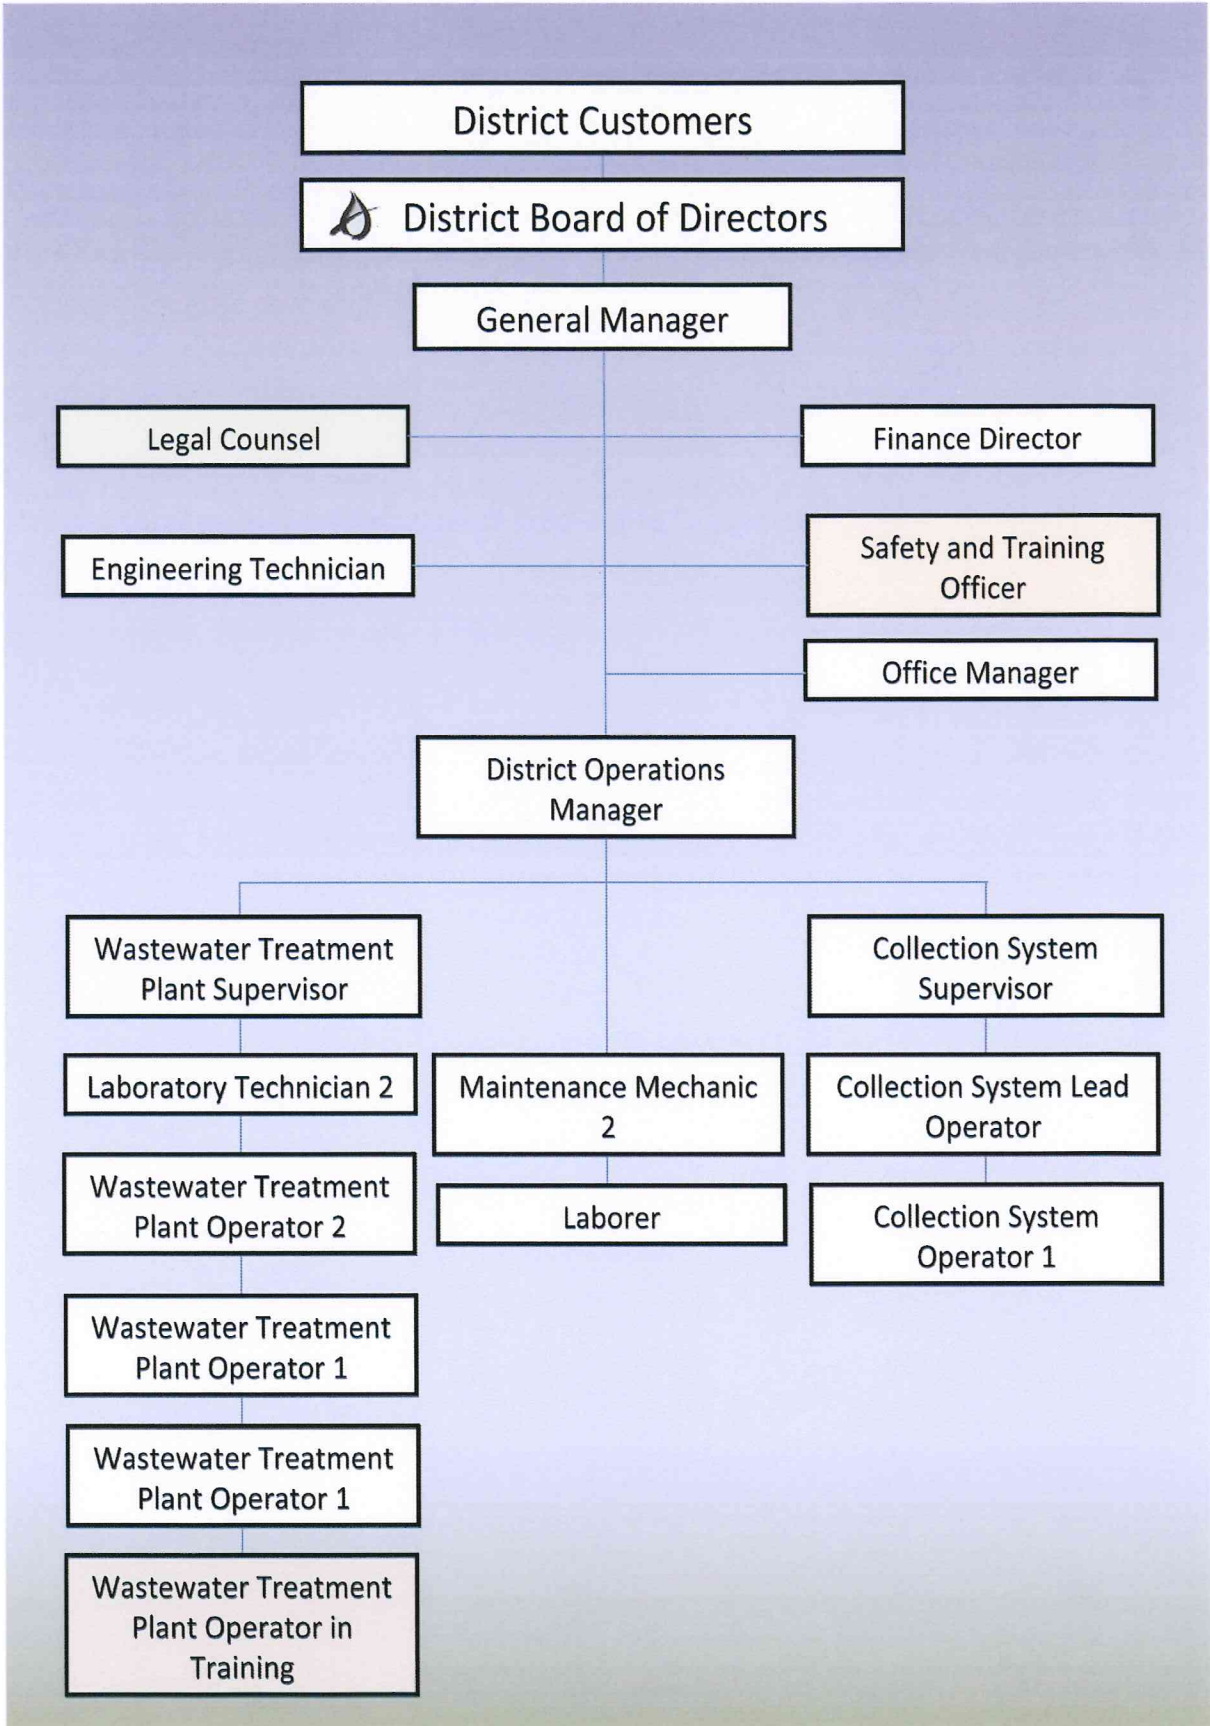 District Customers
District Board of Directors
General Manager
Legal Counsel
Finance Director
Engineering Technician
Safety and Training
Officer
Office Manager
District Operations
Manager
Wastewater Treatment
Plant Supervisor
Collection System
Supervisor
Laboratory Technician 2
Maintenance Mechanic
2
Collection System Lead
Operator
Wastewater Treatment
Plant Operator 2
Laborer
Collection System
Operator 1
Wastewater Treatment
Plant Operator 1
Wastewater Treatment
Plant Operator 1
Wastewater Treatment
Plant Operator in
Training